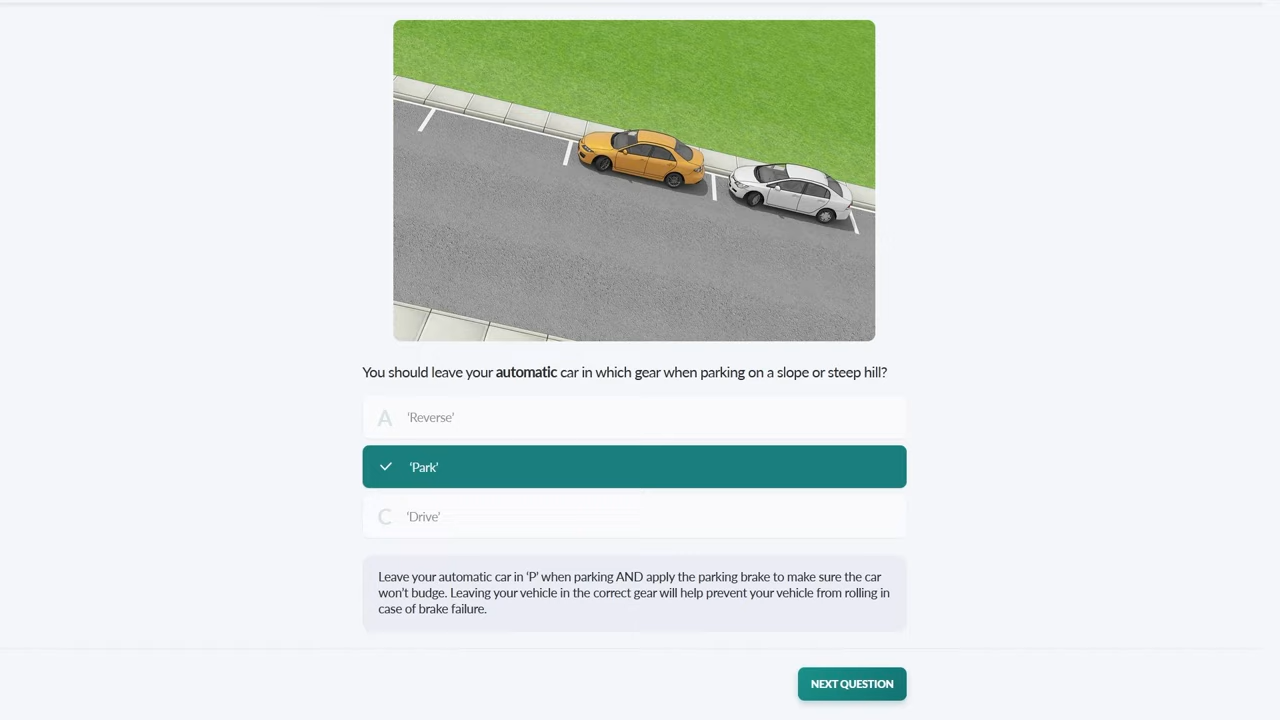 You should leave your automatic car in which gear when parking on a slope or steep hill?
A 'Reverse'
‘Park’
C ‘Drive’
Leave your automatic car in ‘P’ when parking AND apply the parking brake to make sure the car
won’t budge. Leaving your vehicle in the correct gear will help prevent your vehicle from rolling in
case of brake failure.
NEXT QUESTION